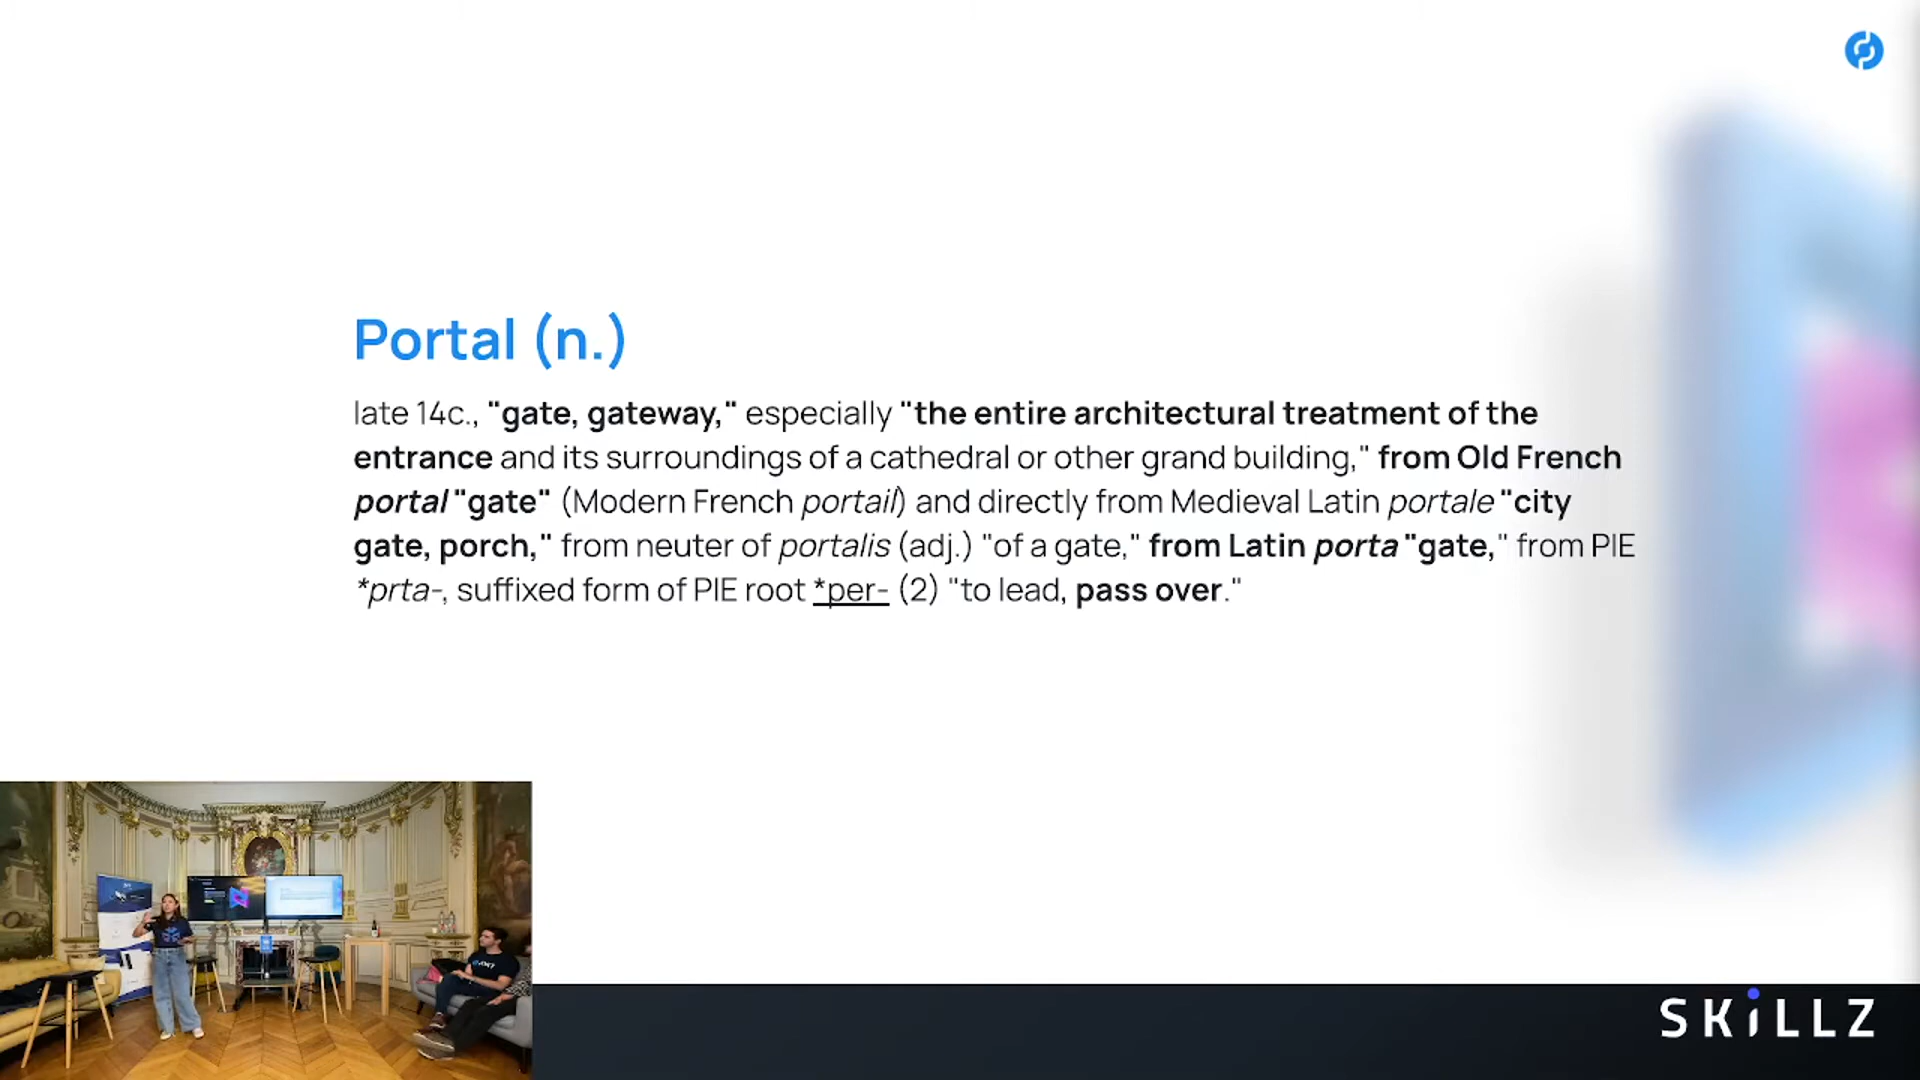 Portal (n.)
late 14c., "gate, gateway," especially "the entire architectural treatment of the
entrance and its surroundings of a cathedral or other grand building," from Old French
portal "gate" (Modern French portail) and directly from Medieval Latin portale "city
gate, porch," from neuter of portalis (adj.) "of a gate," from Latin porta "gate," from PIE
*prta-, suffixed form of PIE root *per- (2) "to lead, pass over."
SKiLLZ